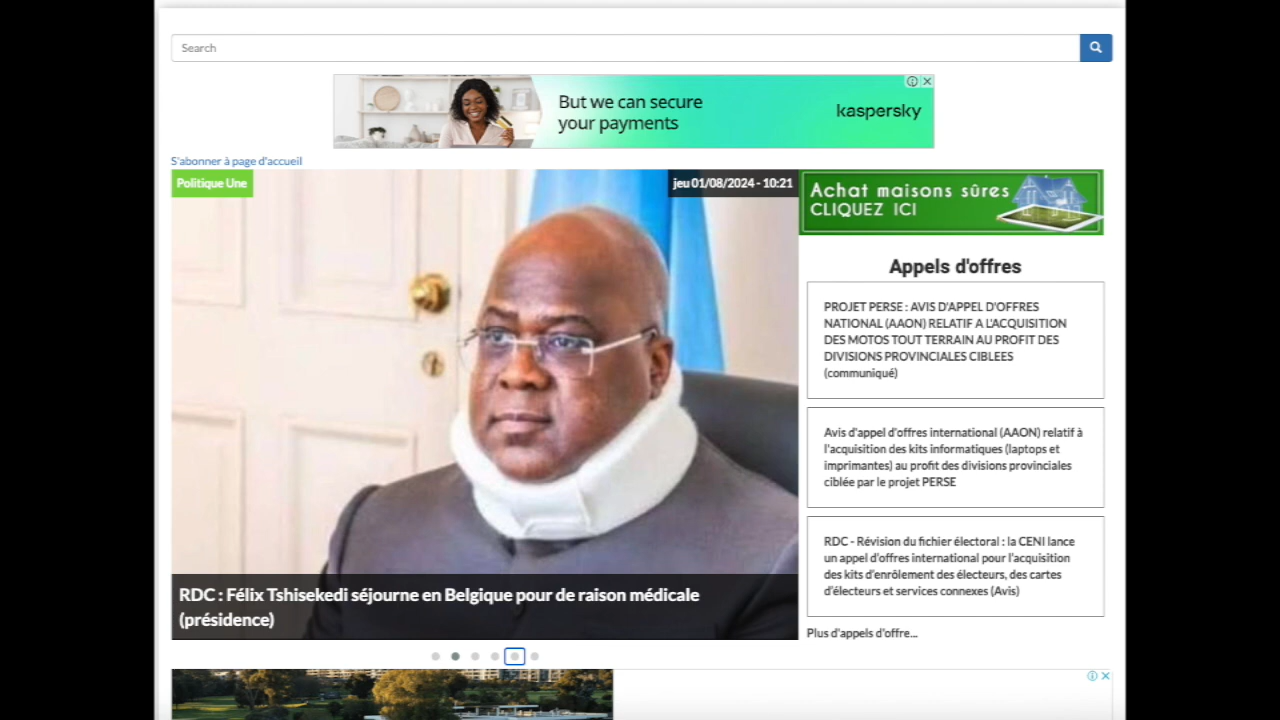 Search
But we can secure
your payments
kaspersky
S'abonner à page d'accueil
Politique Une
jeu 01/08/2024 - 10:21
Achat maisons sûres
CLIQUEZ ICI
RDC : Félix Tshisekedi séjourne en Belgique pour de raison médicale
(présidence)
Appels d'offres
PROJET PERSE : AVIS D'APPEL D'OFFRES
NATIONAL (AAON) RELATIF A L'ACQUISITION
DES MOTOS TOUT TERRAIN AU PROFIT DES
DIVISIONS PROVINCIALES CIBLEES
(communiqué)
Avis d'appel d'offres international (AAON) relatif à
l'acquisition des kits informatiques (laptops et
imprimantes) au profit des divisions provinciales
ciblée par le projet PERSE
RDC - Révision du fichier électoral : la CENI lance
un appel d'offres international pour l'acquisition
des kits d'enrôlement des électeurs, des cartes
d'électeurs et services connexes (Avis)
Plus d'appels d'offre...